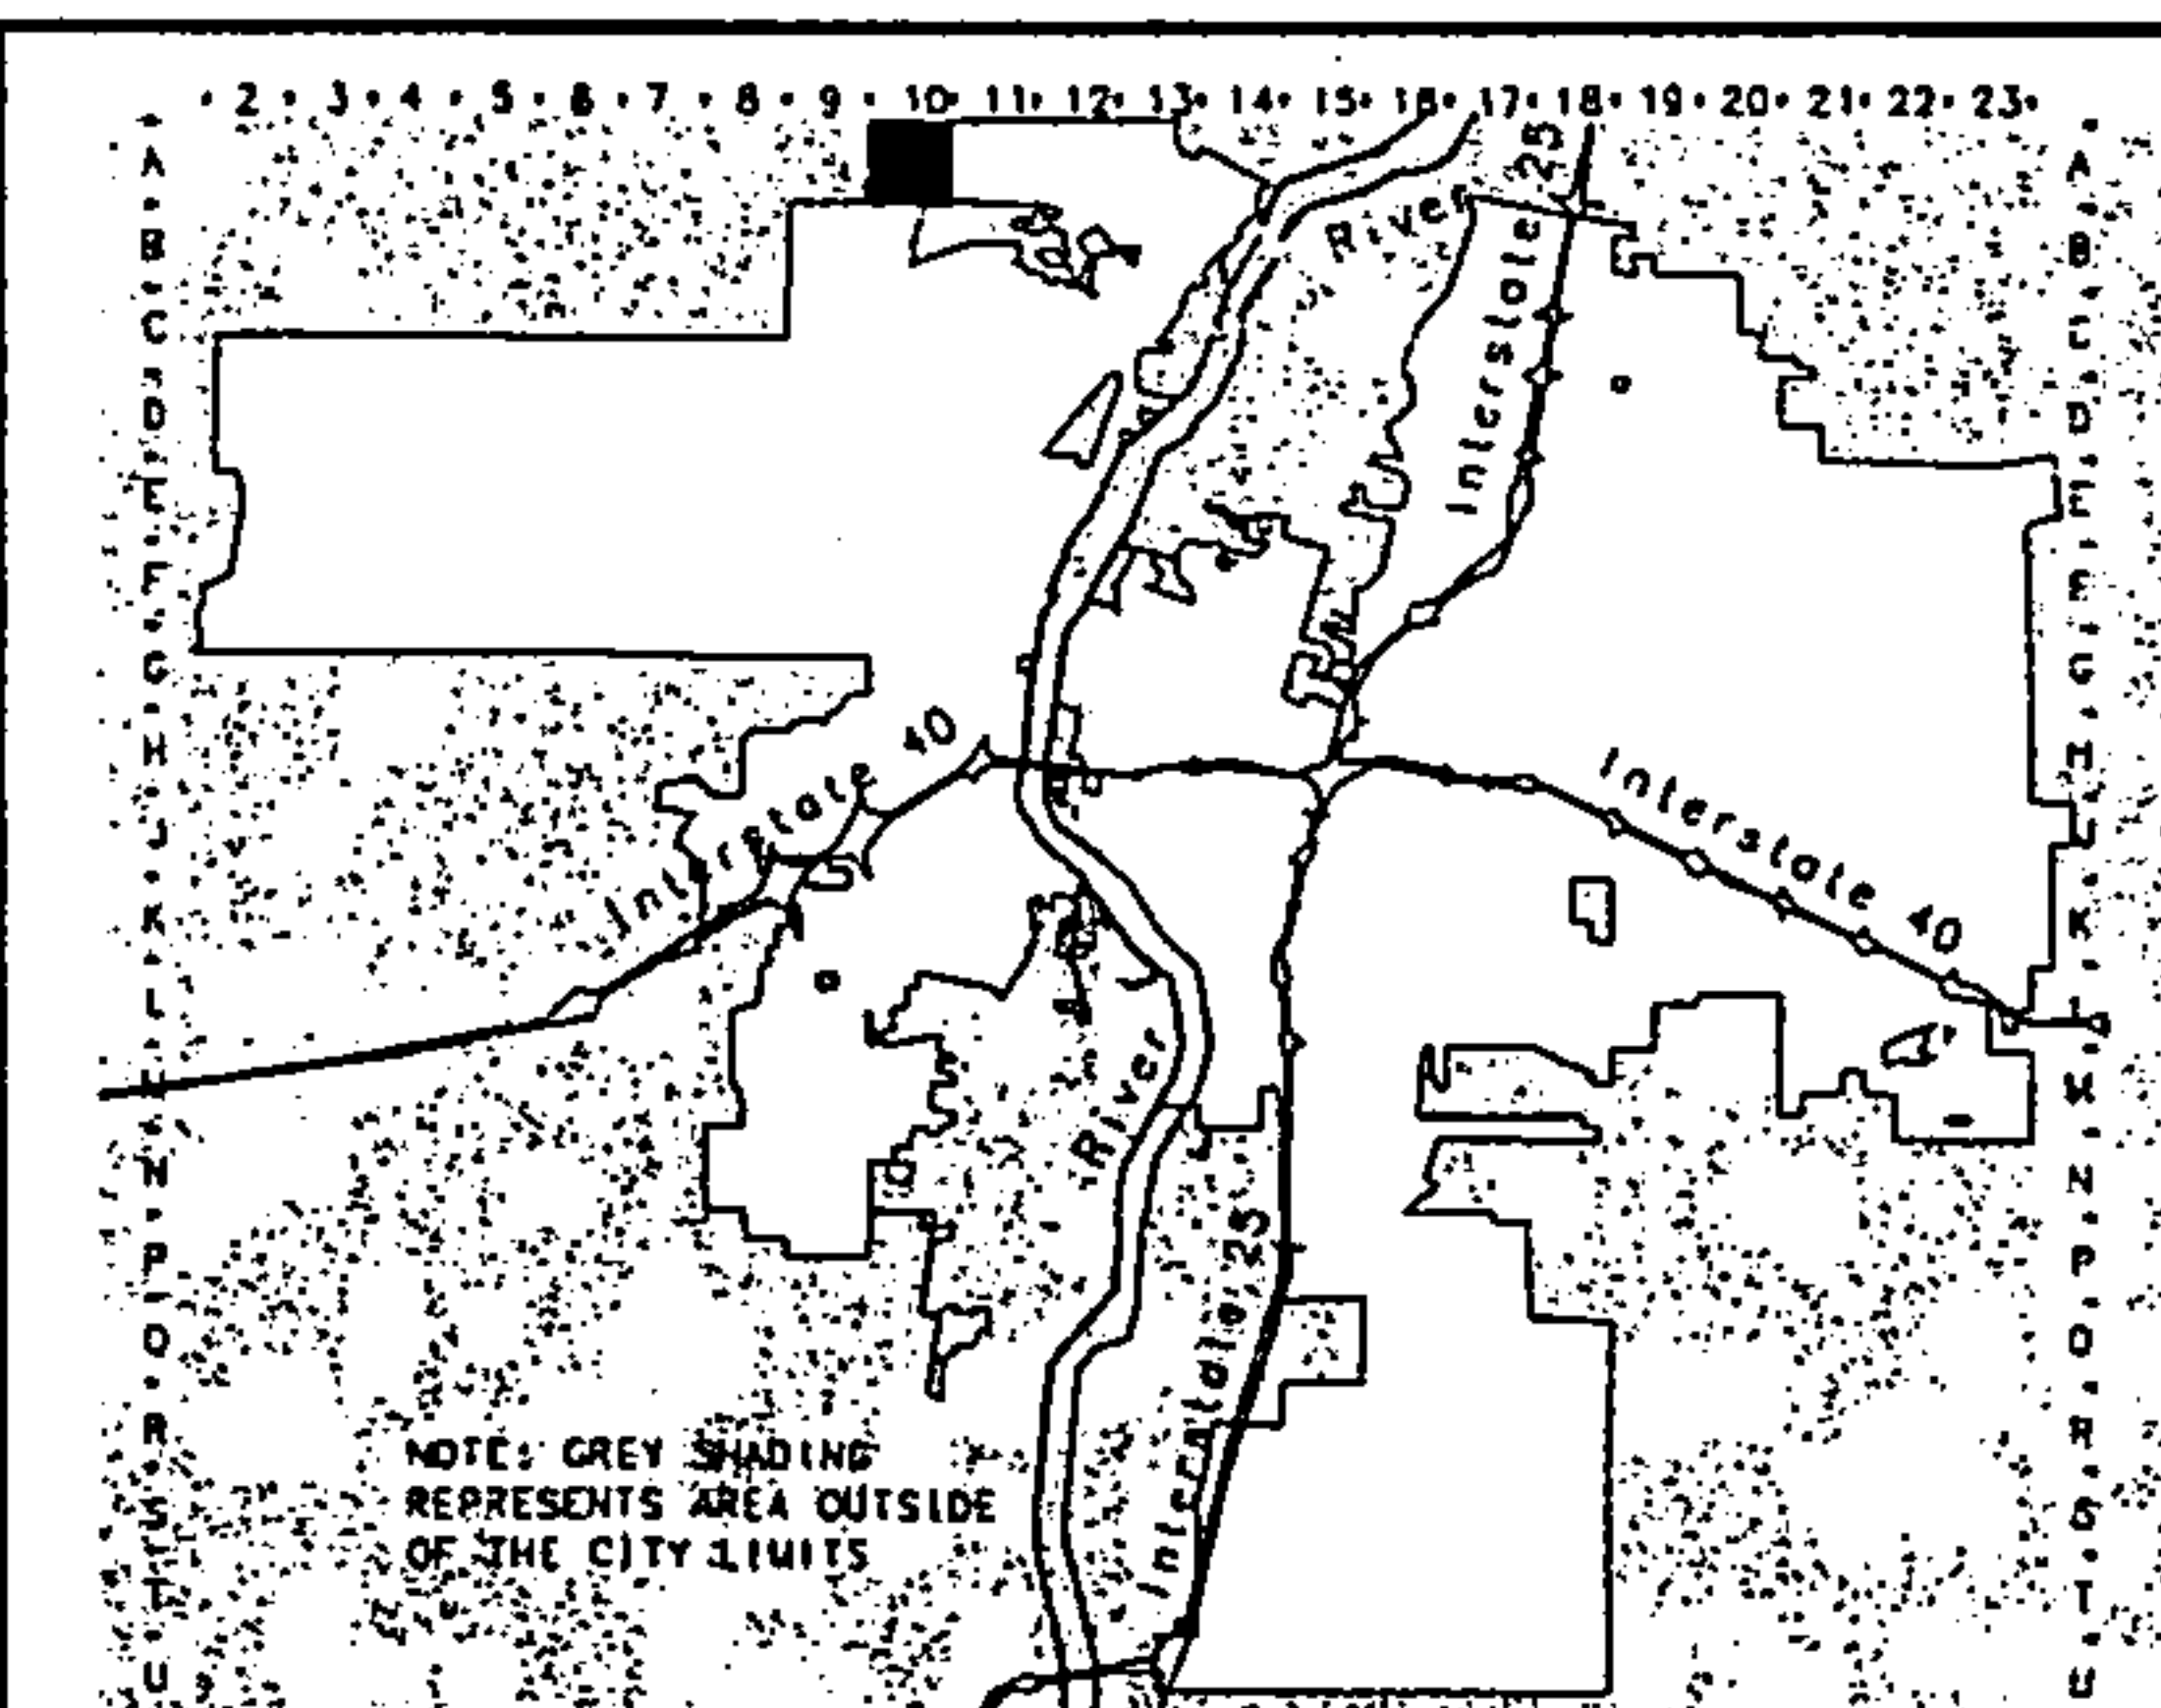 • 2 • 3 • 4 • 5 • 6 • 7 • 8 • 9 • 10 • 11 • 12 • 13 • 14 • 15 • 16 • 17 • 18 • 19 • 20 • 21 • 22 • 23 •
A
B
C
D
E
F
G
H
J
K
L
M
N
P
Q
R
S
T
U
River
Interstate 25
Interstate 40
Interstate 40
River
Interstate 25
A
B
C
D
E
F
G
H
J
K
L
M
N
P
Q
R
S
T
U
NOTE: GREY SHADING
REPRESENTS AREA OUTSIDE
OF THE CITY LIMITS